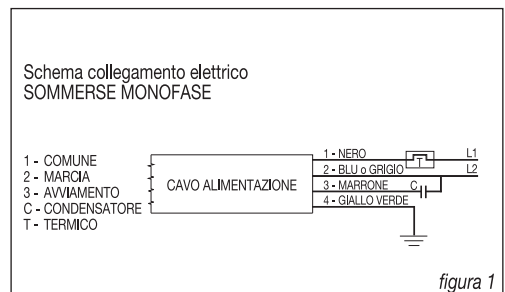 Schema collegamento elettrico
SOMMERSE MONOFASE
1 - COMUNE
2 - MARCIA
3 - AVVIAMENTO
C - CONDENSATORE
T - TERMICO
CAVO ALIMENTAZIONE
1 - NERO T L1
2 - BLU o GRIGIO L2
3 - MARRONE C
4 - GIALLO VERDE
figura 1